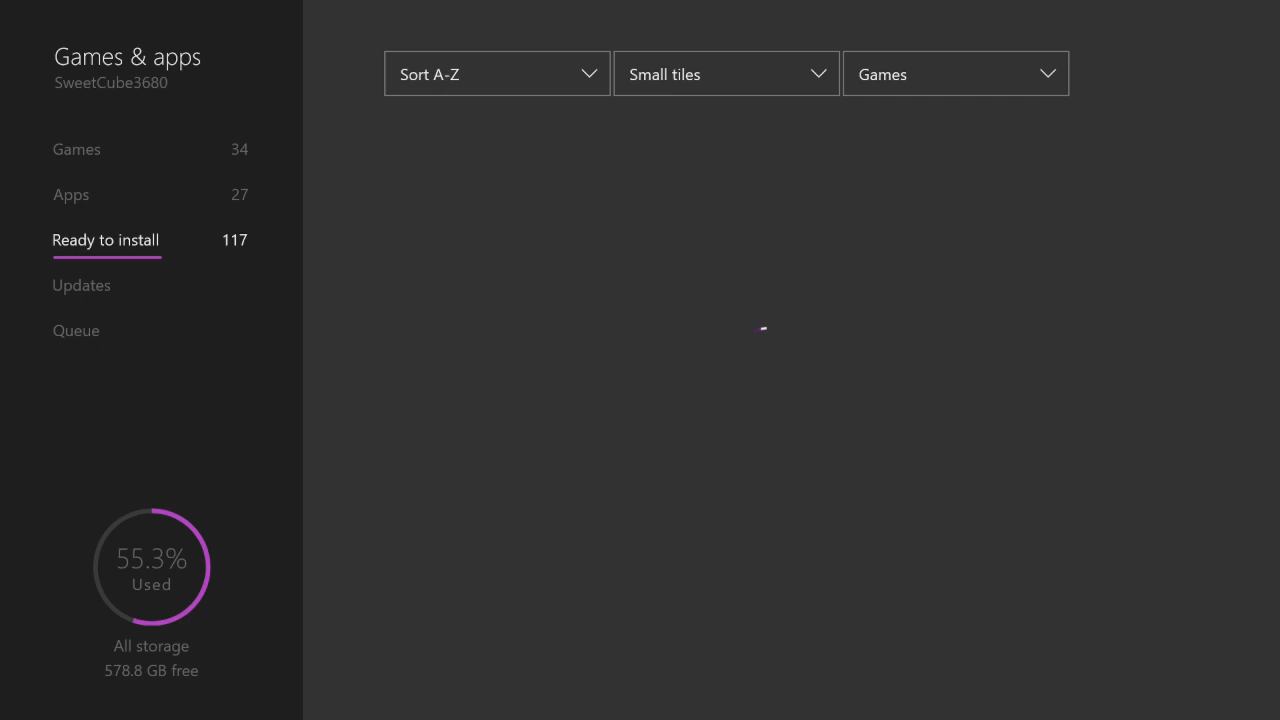 Games & apps
SweetCube3680
Games 34
Apps 27
Ready to install 117
Updates
Queue
55.3%
Used
All storage
578.8 GB free
Sort A-Z
Small tiles
Games